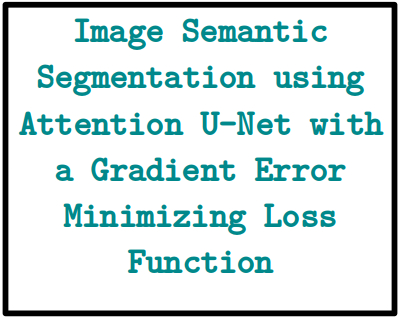 Image Semantic
Segmentation using
Attention U-Net with
a Gradient Error
Minimizing Loss
Function